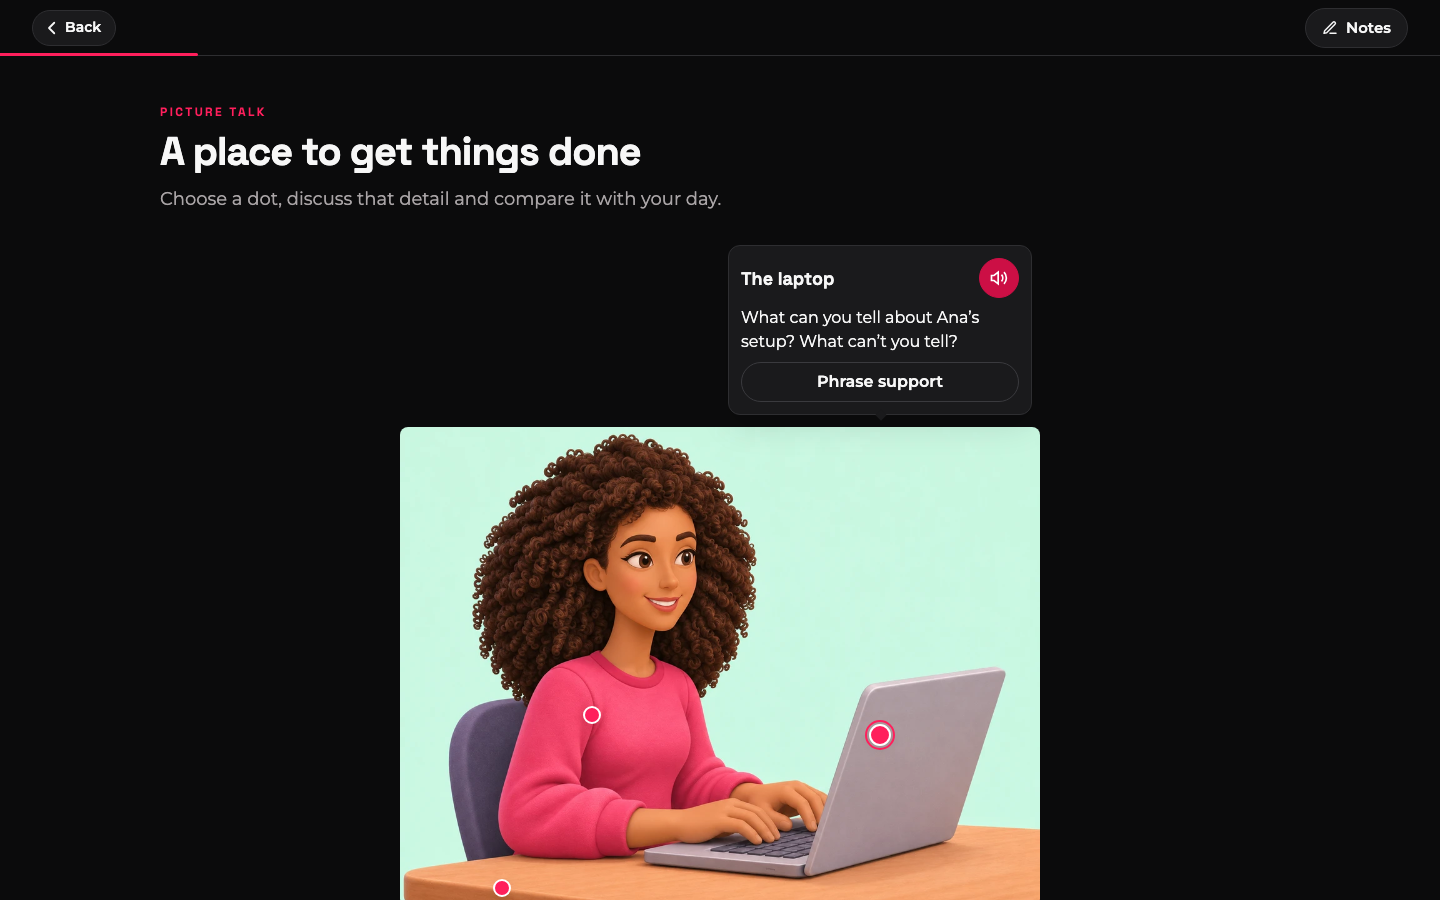 Back
Notes
PICTURE TALK
A place to get things done
Choose a dot, discuss that detail and compare it with your day.
The laptop
What can you tell about Ana’s
setup? What can’t you tell?
Phrase support